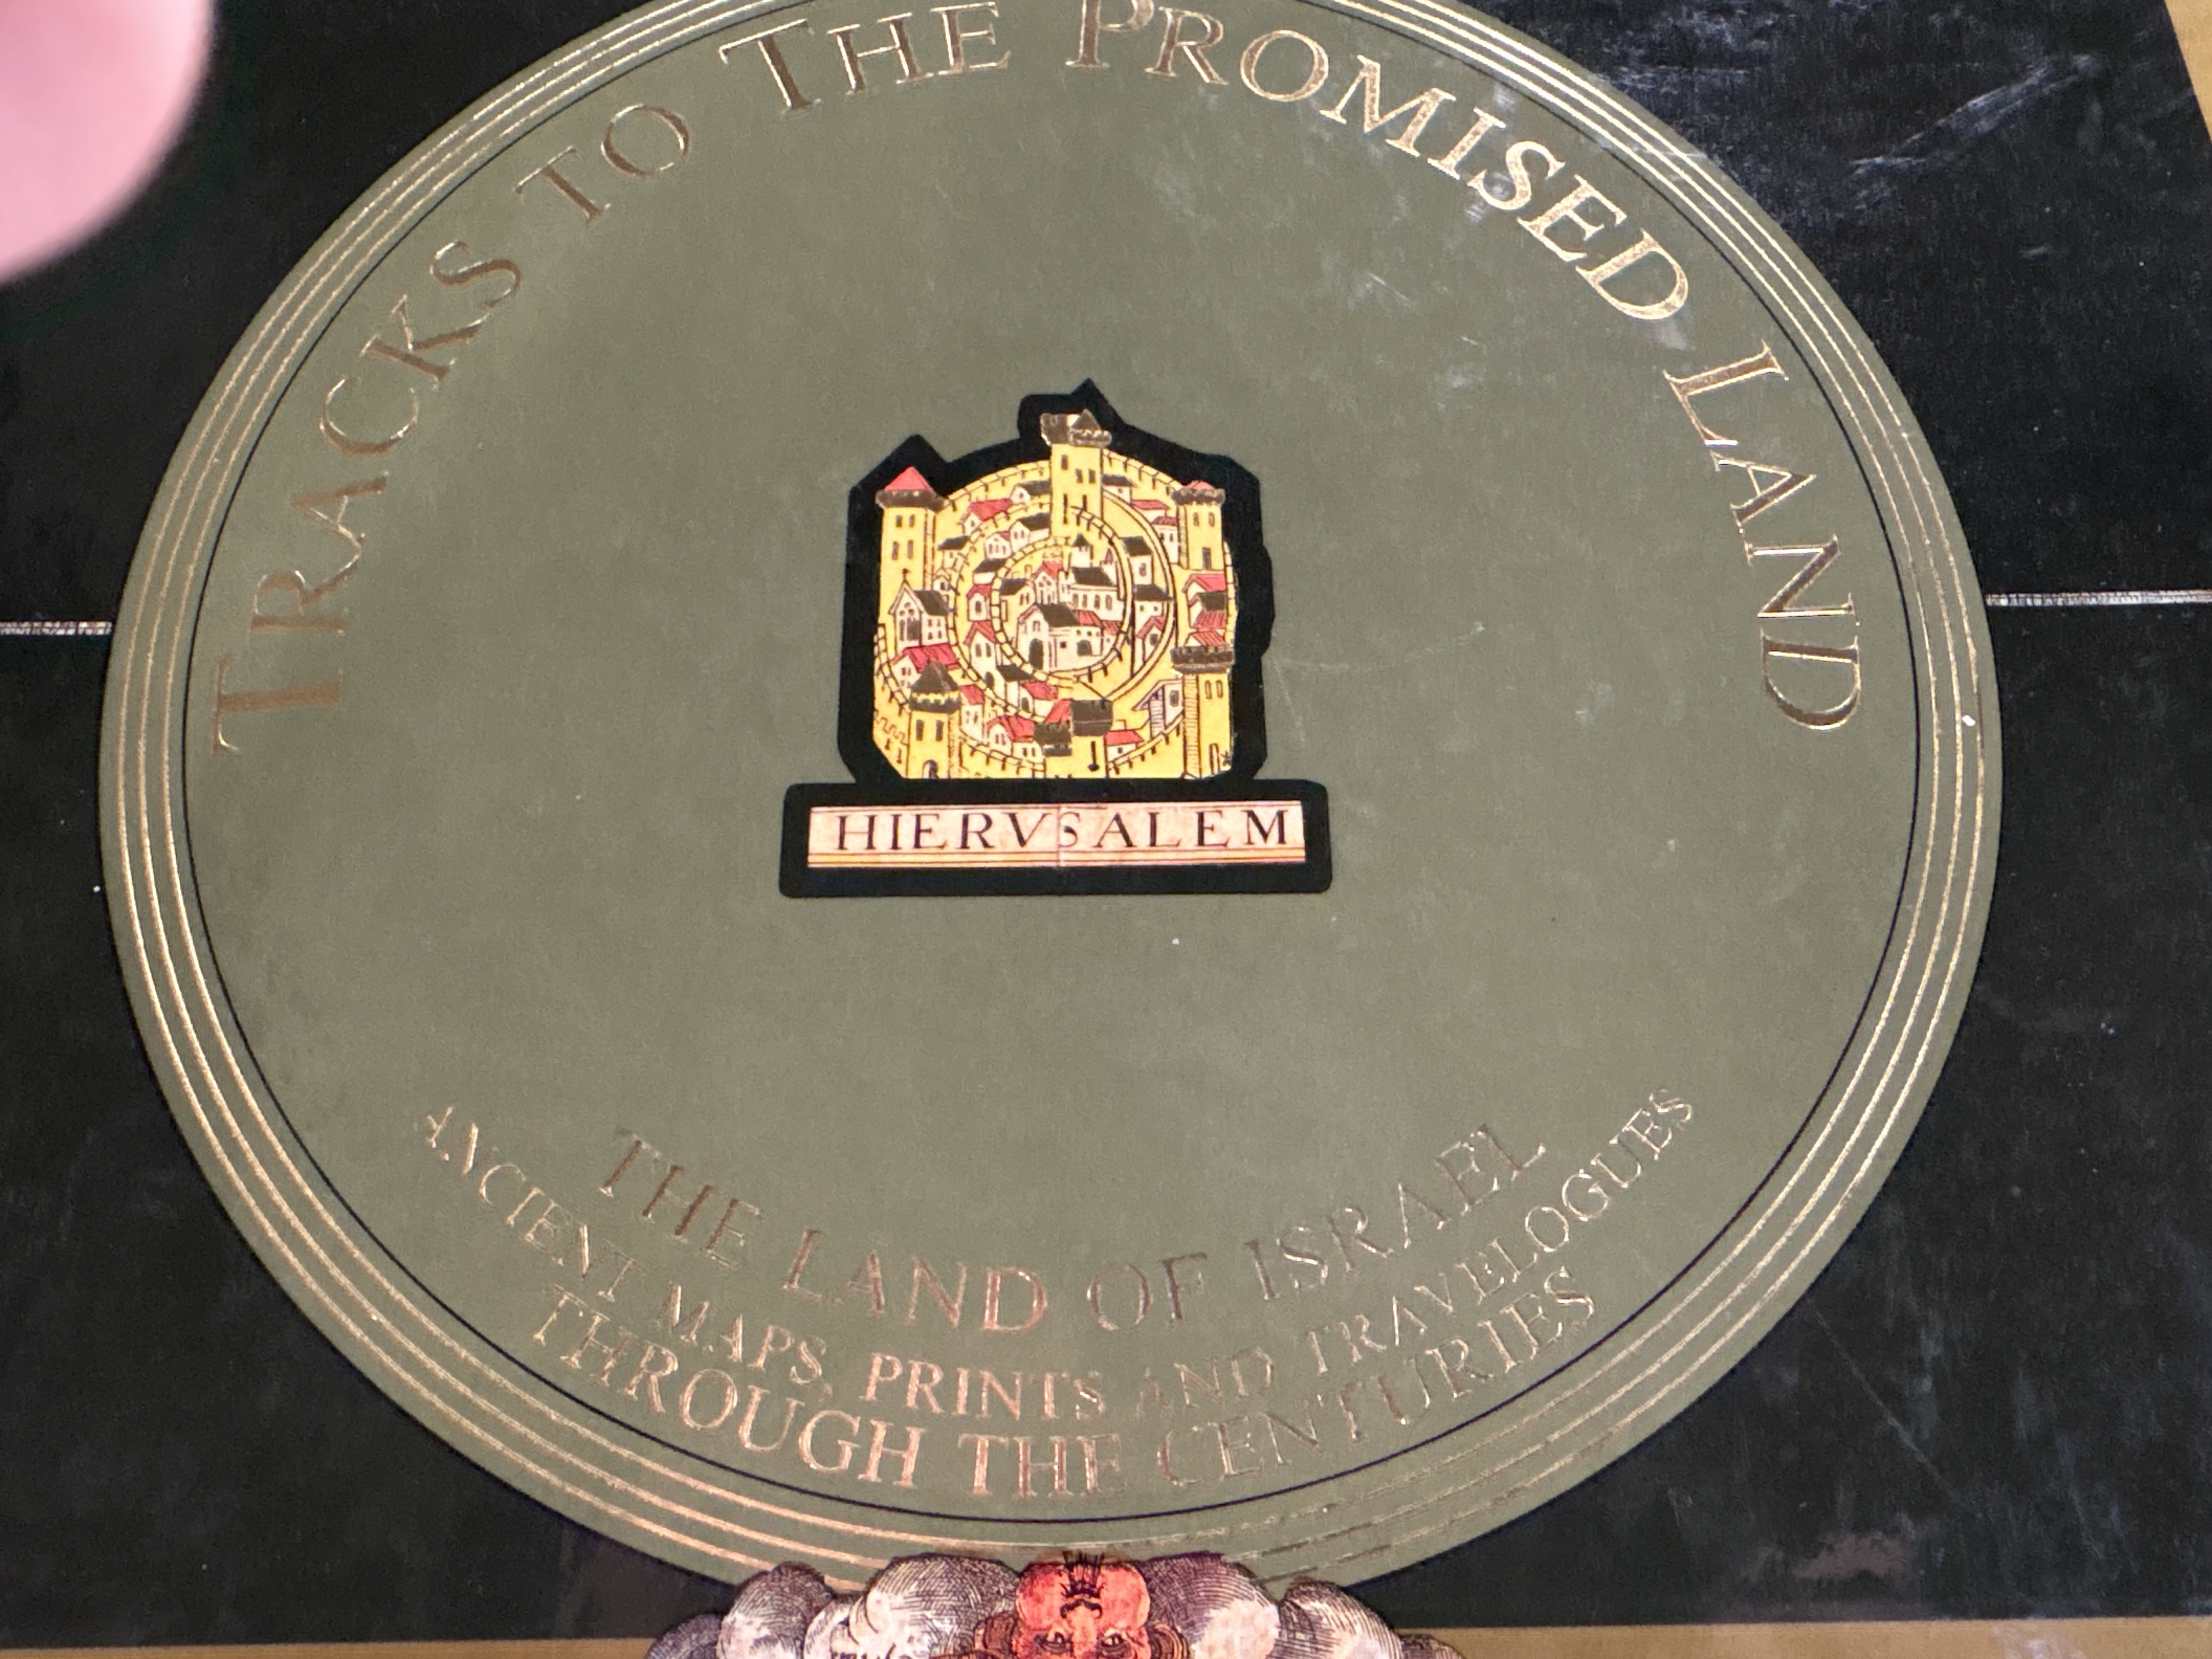 TRACKS TO THE PROMISED LAND
HIERVSALEM
THE LAND OF ISRAEL
ANCIENT MAPS, PRINTS AND TRAVELOGUES
THROUGH THE CENTURIES